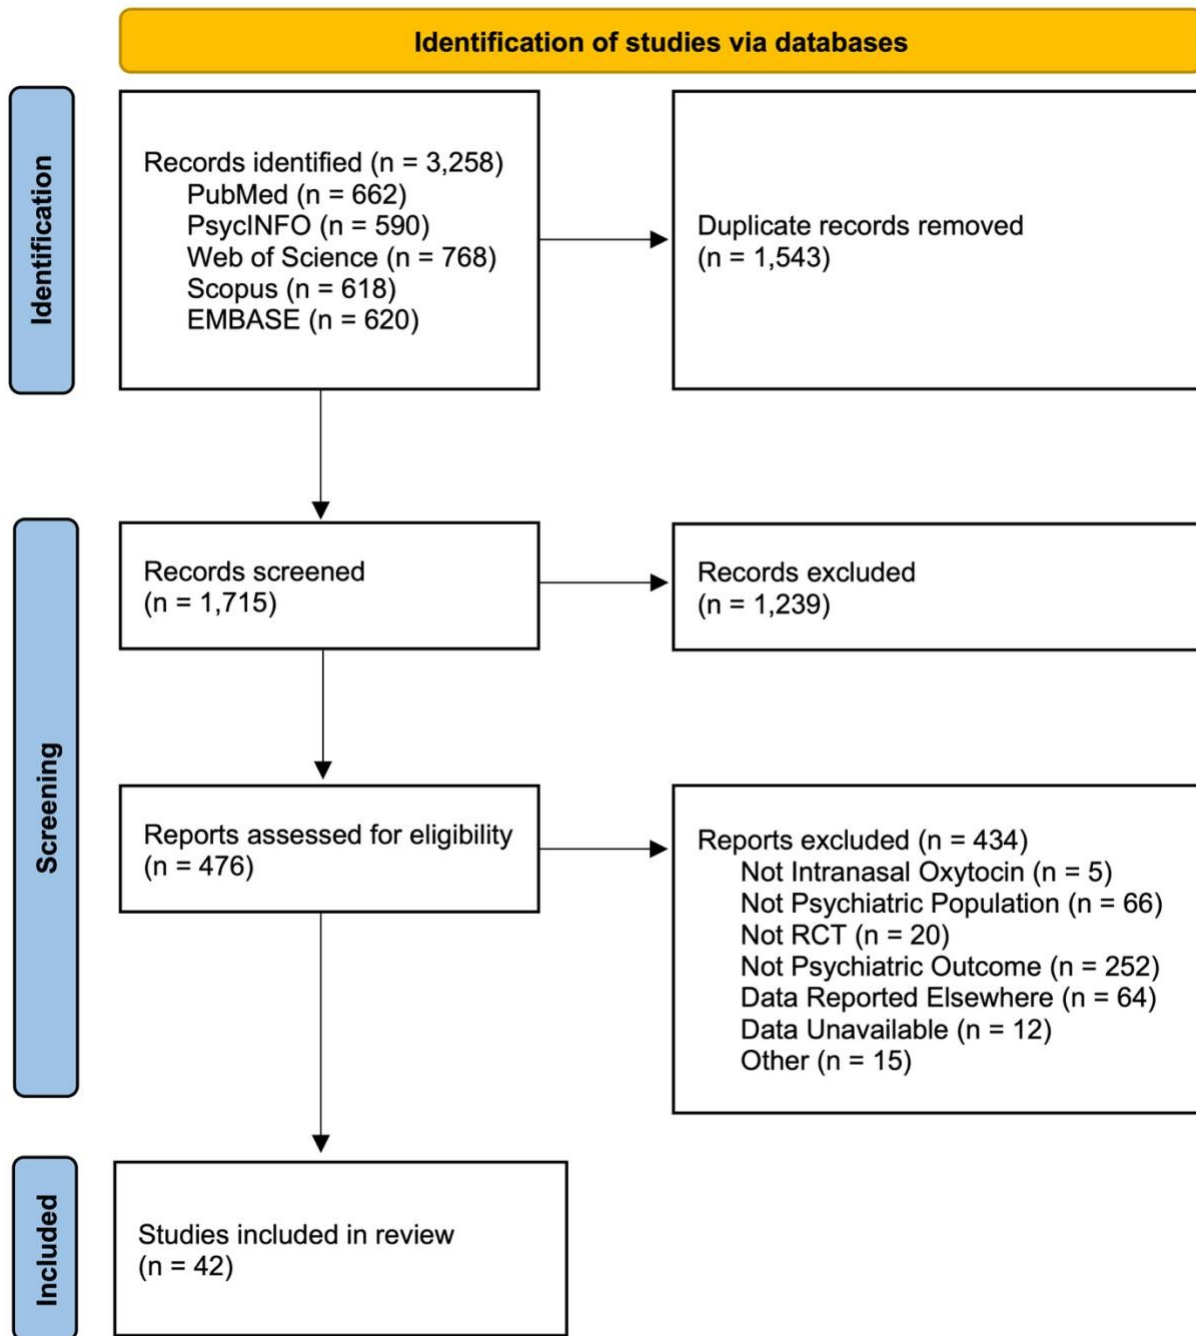 Identification of studies via databases
Identification
Records identified (n = 3,258)
PubMed (n = 662)
PsycINFO (n = 590)
Web of Science (n = 768)
Scopus (n = 618)
EMBASE (n = 620)
Duplicate records removed
(n = 1,543)
Screening
Records screened
(n = 1,715)
Records excluded
(n = 1,239)
Reports assessed for eligibility
(n = 476)
Reports excluded (n = 434)
Not Intranasal Oxytocin (n = 5)
Not Psychiatric Population (n = 66)
Not RCT (n = 20)
Not Psychiatric Outcome (n = 252)
Data Reported Elsewhere (n = 64)
Data Unavailable (n = 12)
Other (n = 15)
Included
Studies included in review
(n = 42)